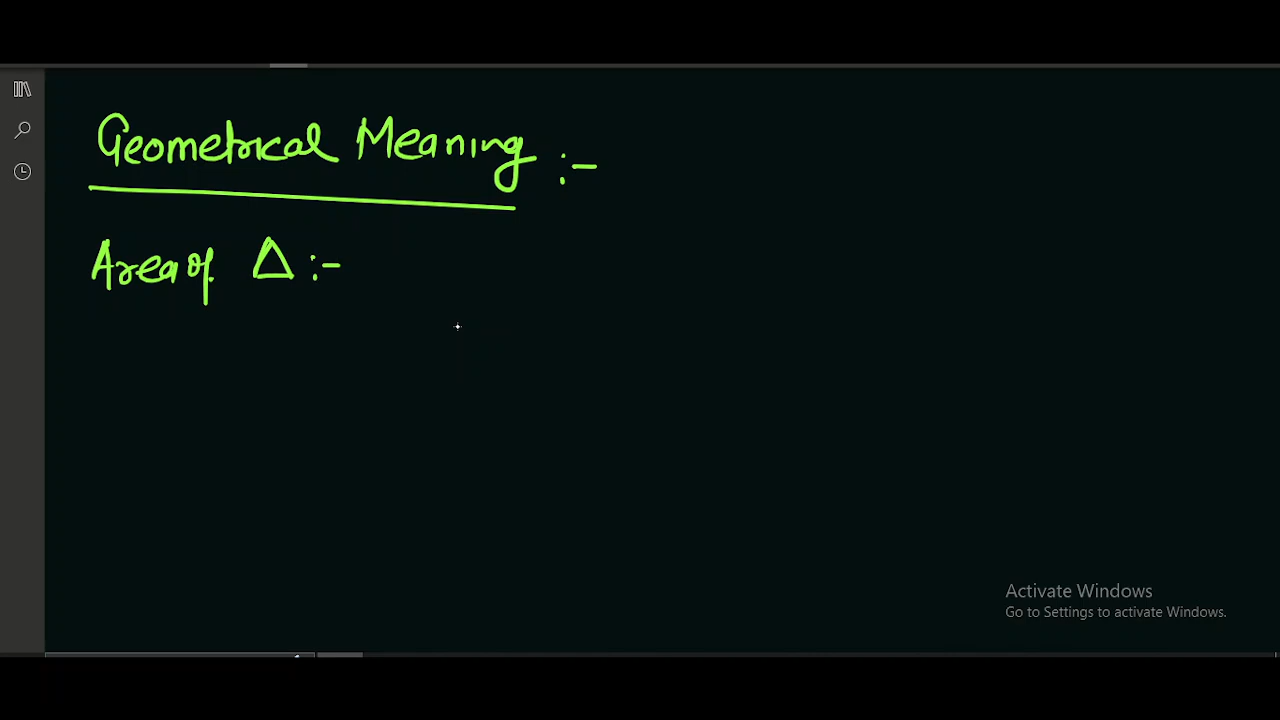 Geometrical Meaning :-
Area of Δ :-
Activate Windows
Go to Settings to activate Windows.